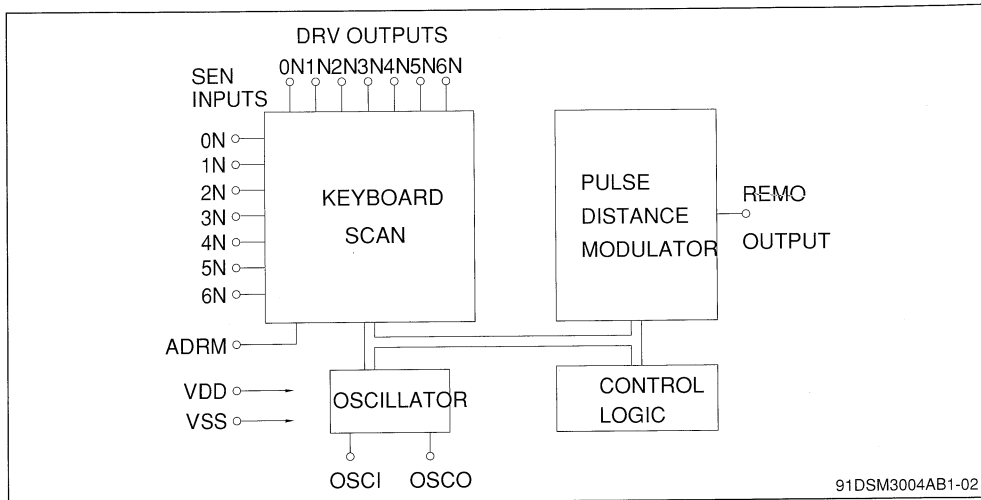 DRV OUTPUTS
0N1N2N3N4N5N6N
SEN
INPUTS
0N
1N
2N
3N
4N
5N
6N
KEYBOARD
SCAN
PULSE
DISTANCE
MODULATOR
REMO
OUTPUT
ADRM
VDD
VSS
OSCILLATOR
CONTROL
LOGIC
OSCI OSCO
91DSM3004AB1-02